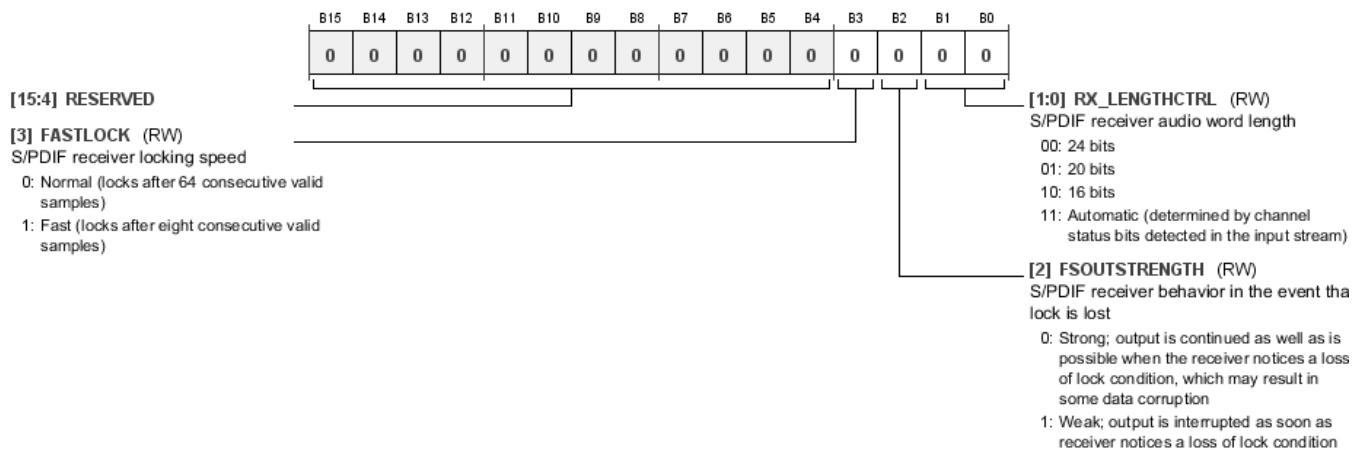 B15 B14 B13 B12 B11 B10 B9 B8 B7 B6 B5 B4 B3 B2 B1 B0
0 0 0 0 0 0 0 0 0 0 0 0 0 0 0 0
[15:4] RESERVED
[3] FASTLOCK (RW)
S/PDIF receiver locking speed
0: Normal (locks after 64 consecutive valid
samples)
1: Fast (locks after eight consecutive valid
samples)
[1:0] RX_LENGTHCTRL (RW)
S/PDIF receiver audio word length
00: 24 bits
01: 20 bits
10: 16 bits
11: Automatic (determined by channel
status bits detected in the input stream)
[2] FSOUTSTRENGTH (RW)
S/PDIF receiver behavior in the event tha
lock is lost
0: Strong; output is continued as well as is
possible when the receiver notices a loss
of lock condition, which may result in
some data corruption
1: Weak; output is interrupted as soon as
receiver notices a loss of lock condition